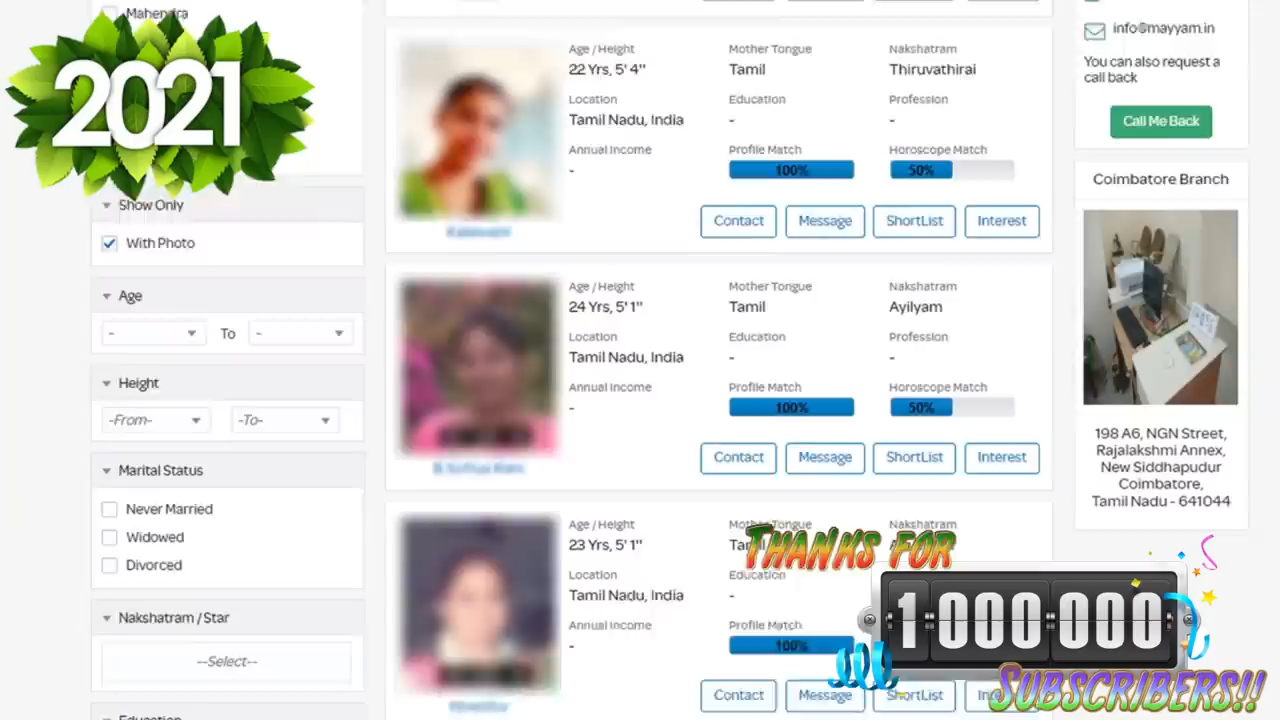 Mahendra
2021
Show Only
With Photo
Age
-
To
-
Height
-From-
-To-
Marital Status
Never Married
Widowed
Divorced
Nakshatram / Star
--Select--
Education
Age / Height
Mother Tongue
Nakshatram
22 Yrs, 5' 4''
Tamil
Thiruvathirai
Location
Education
Profession
Tamil Nadu, India
-
-
Annual Income
Profile Match
Horoscope Match
-
100%
50%
Contact
Message
ShortList
Interest
Age / Height
Mother Tongue
Nakshatram
24 Yrs, 5' 1''
Tamil
Ayilyam
Location
Education
Profession
Tamil Nadu, India
-
-
Annual Income
Profile Match
Horoscope Match
-
100%
50%
Contact
Message
ShortList
Interest
Age / Height
Mother Tongue
Nakshatram
23 Yrs, 5' 1''
Location
Education
Tamil Nadu, India
-
Annual Income
Profile Match
-
100%
Contact
Message
ShortList
info@mayyam.in
You can also request a
call back
Call Me Back
Coimbatore Branch
198 A6, NGN Street,
Rajalakshmi Annex,
New Siddhapudur
Coimbatore,
Tamil Nadu - 641044
THANKS FOR
1 000 000
SUBSCRIBERS!!